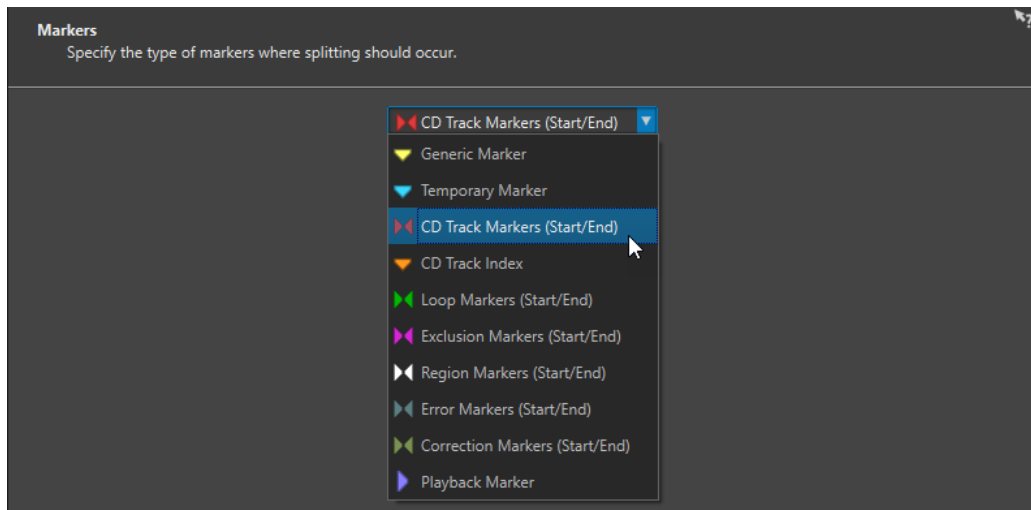 Markers
Specify the type of markers where splitting should occur.
CD Track Markers (Start/End)
Generic Marker
Temporary Marker
CD Track Markers (Start/End)
CD Track Index
Loop Markers (Start/End)
Exclusion Markers (Start/End)
Region Markers (Start/End)
Error Markers (Start/End)
Correction Markers (Start/End)
Playback Marker